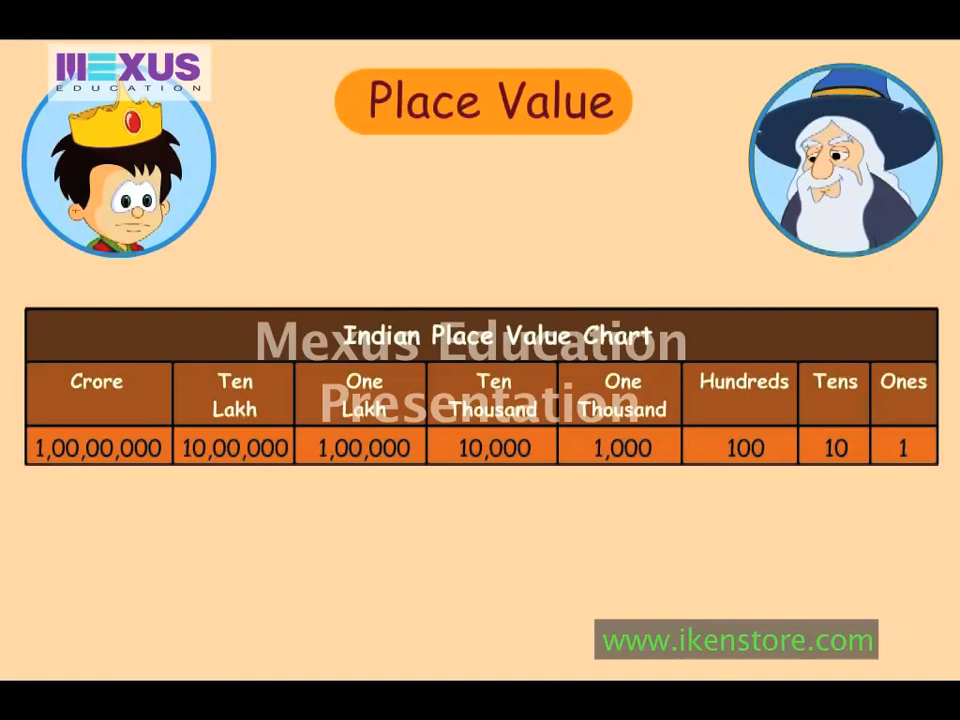 MEXUS
EDUCATION
Place Value
Indian Place Value Chart
Mexus Education
Presentation
Crore Ten Lakh One Lakh Ten Thousand One Thousand Hundreds Tens Ones
1,00,00,000 10,00,000 1,00,000 10,000 1,000 100 10 1
www.ikenstore.com